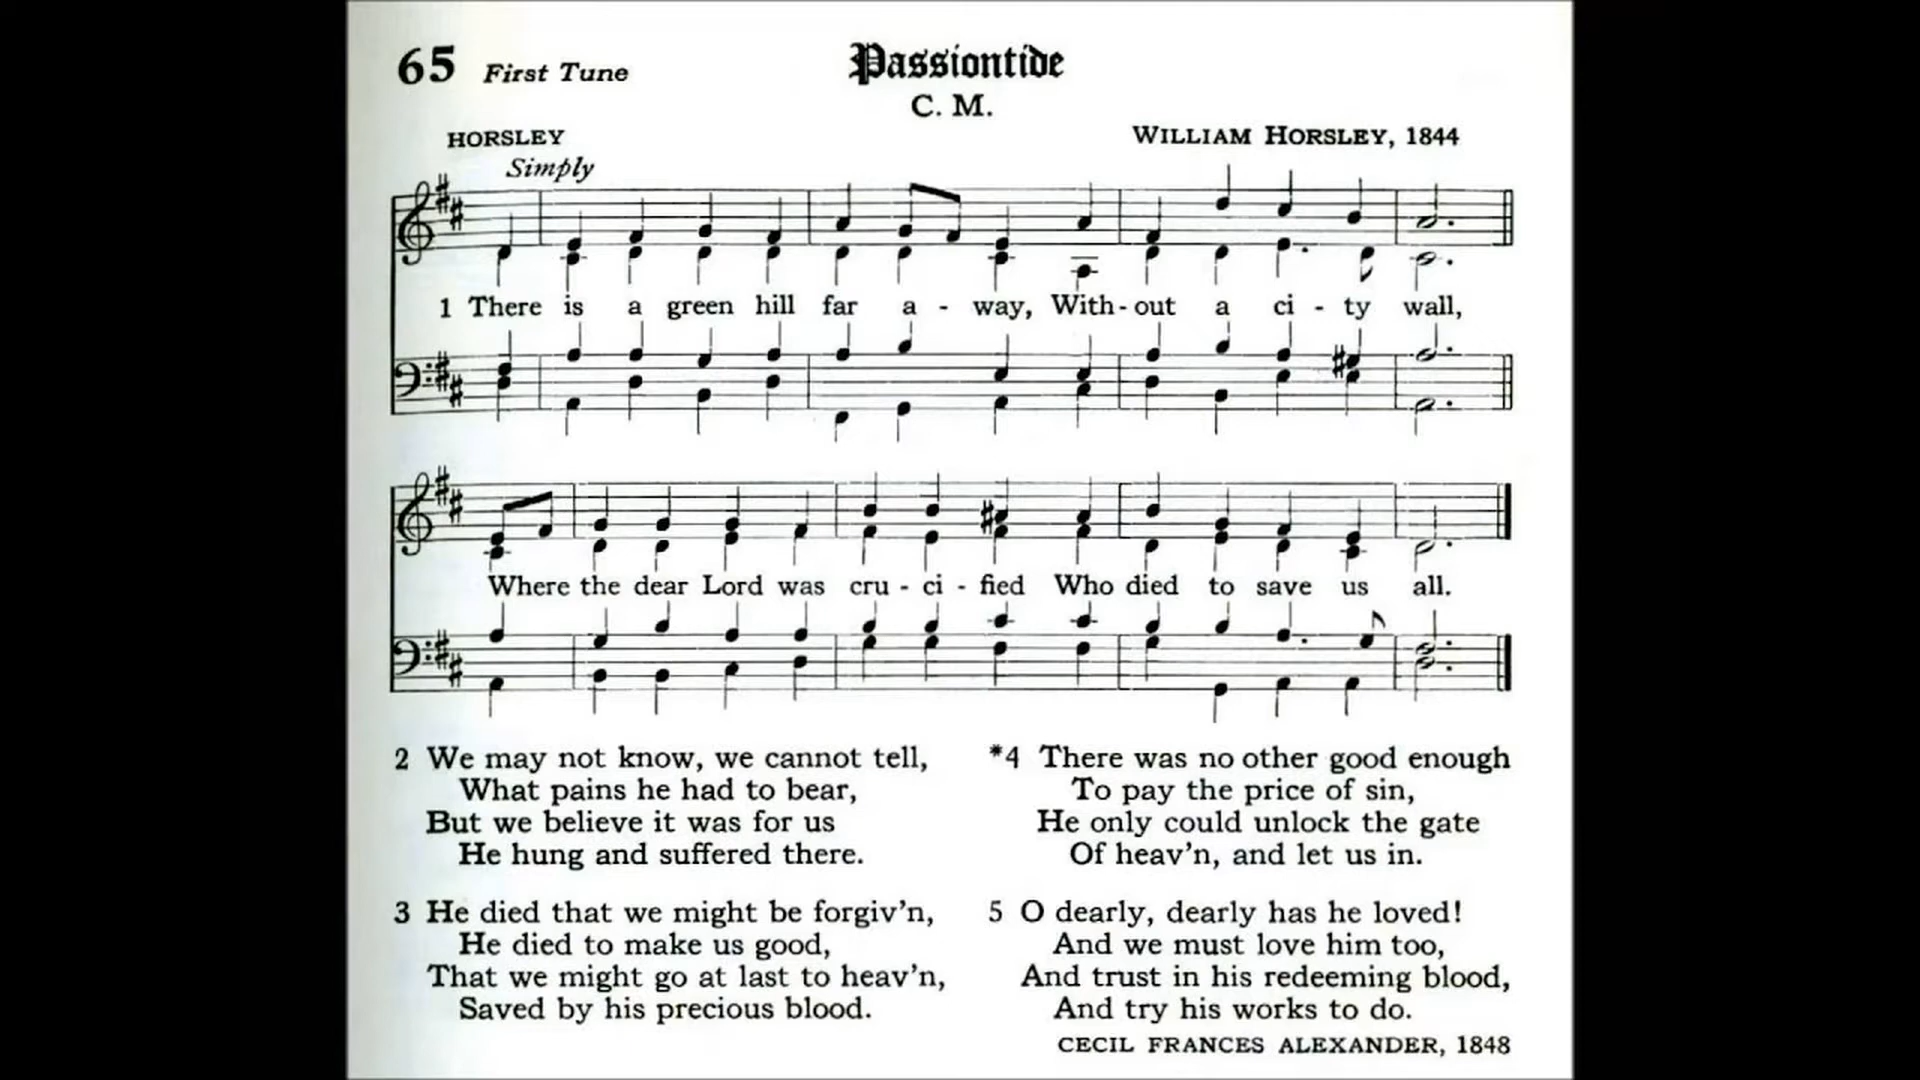 65 First Tune
Passiontide
C. M.
HORSLEY
WILLIAM HORSLEY, 1844
Simply
1 There is a green hill far a - way, With - out a ci - ty wall,
Where the dear Lord was cru - ci - fied Who died to save us all.
2 We may not know, we cannot tell,
What pains he had to bear,
But we believe it was for us
He hung and suffered there.
3 He died that we might be forgiv'n,
He died to make us good,
That we might go at last to heav'n,
Saved by his precious blood.
*4 There was no other good enough
To pay the price of sin,
He only could unlock the gate
Of heav'n, and let us in.
5 O dearly, dearly has he loved!
And we must love him too,
And trust in his redeeming blood,
And try his works to do.
CECIL FRANCES ALEXANDER, 1848